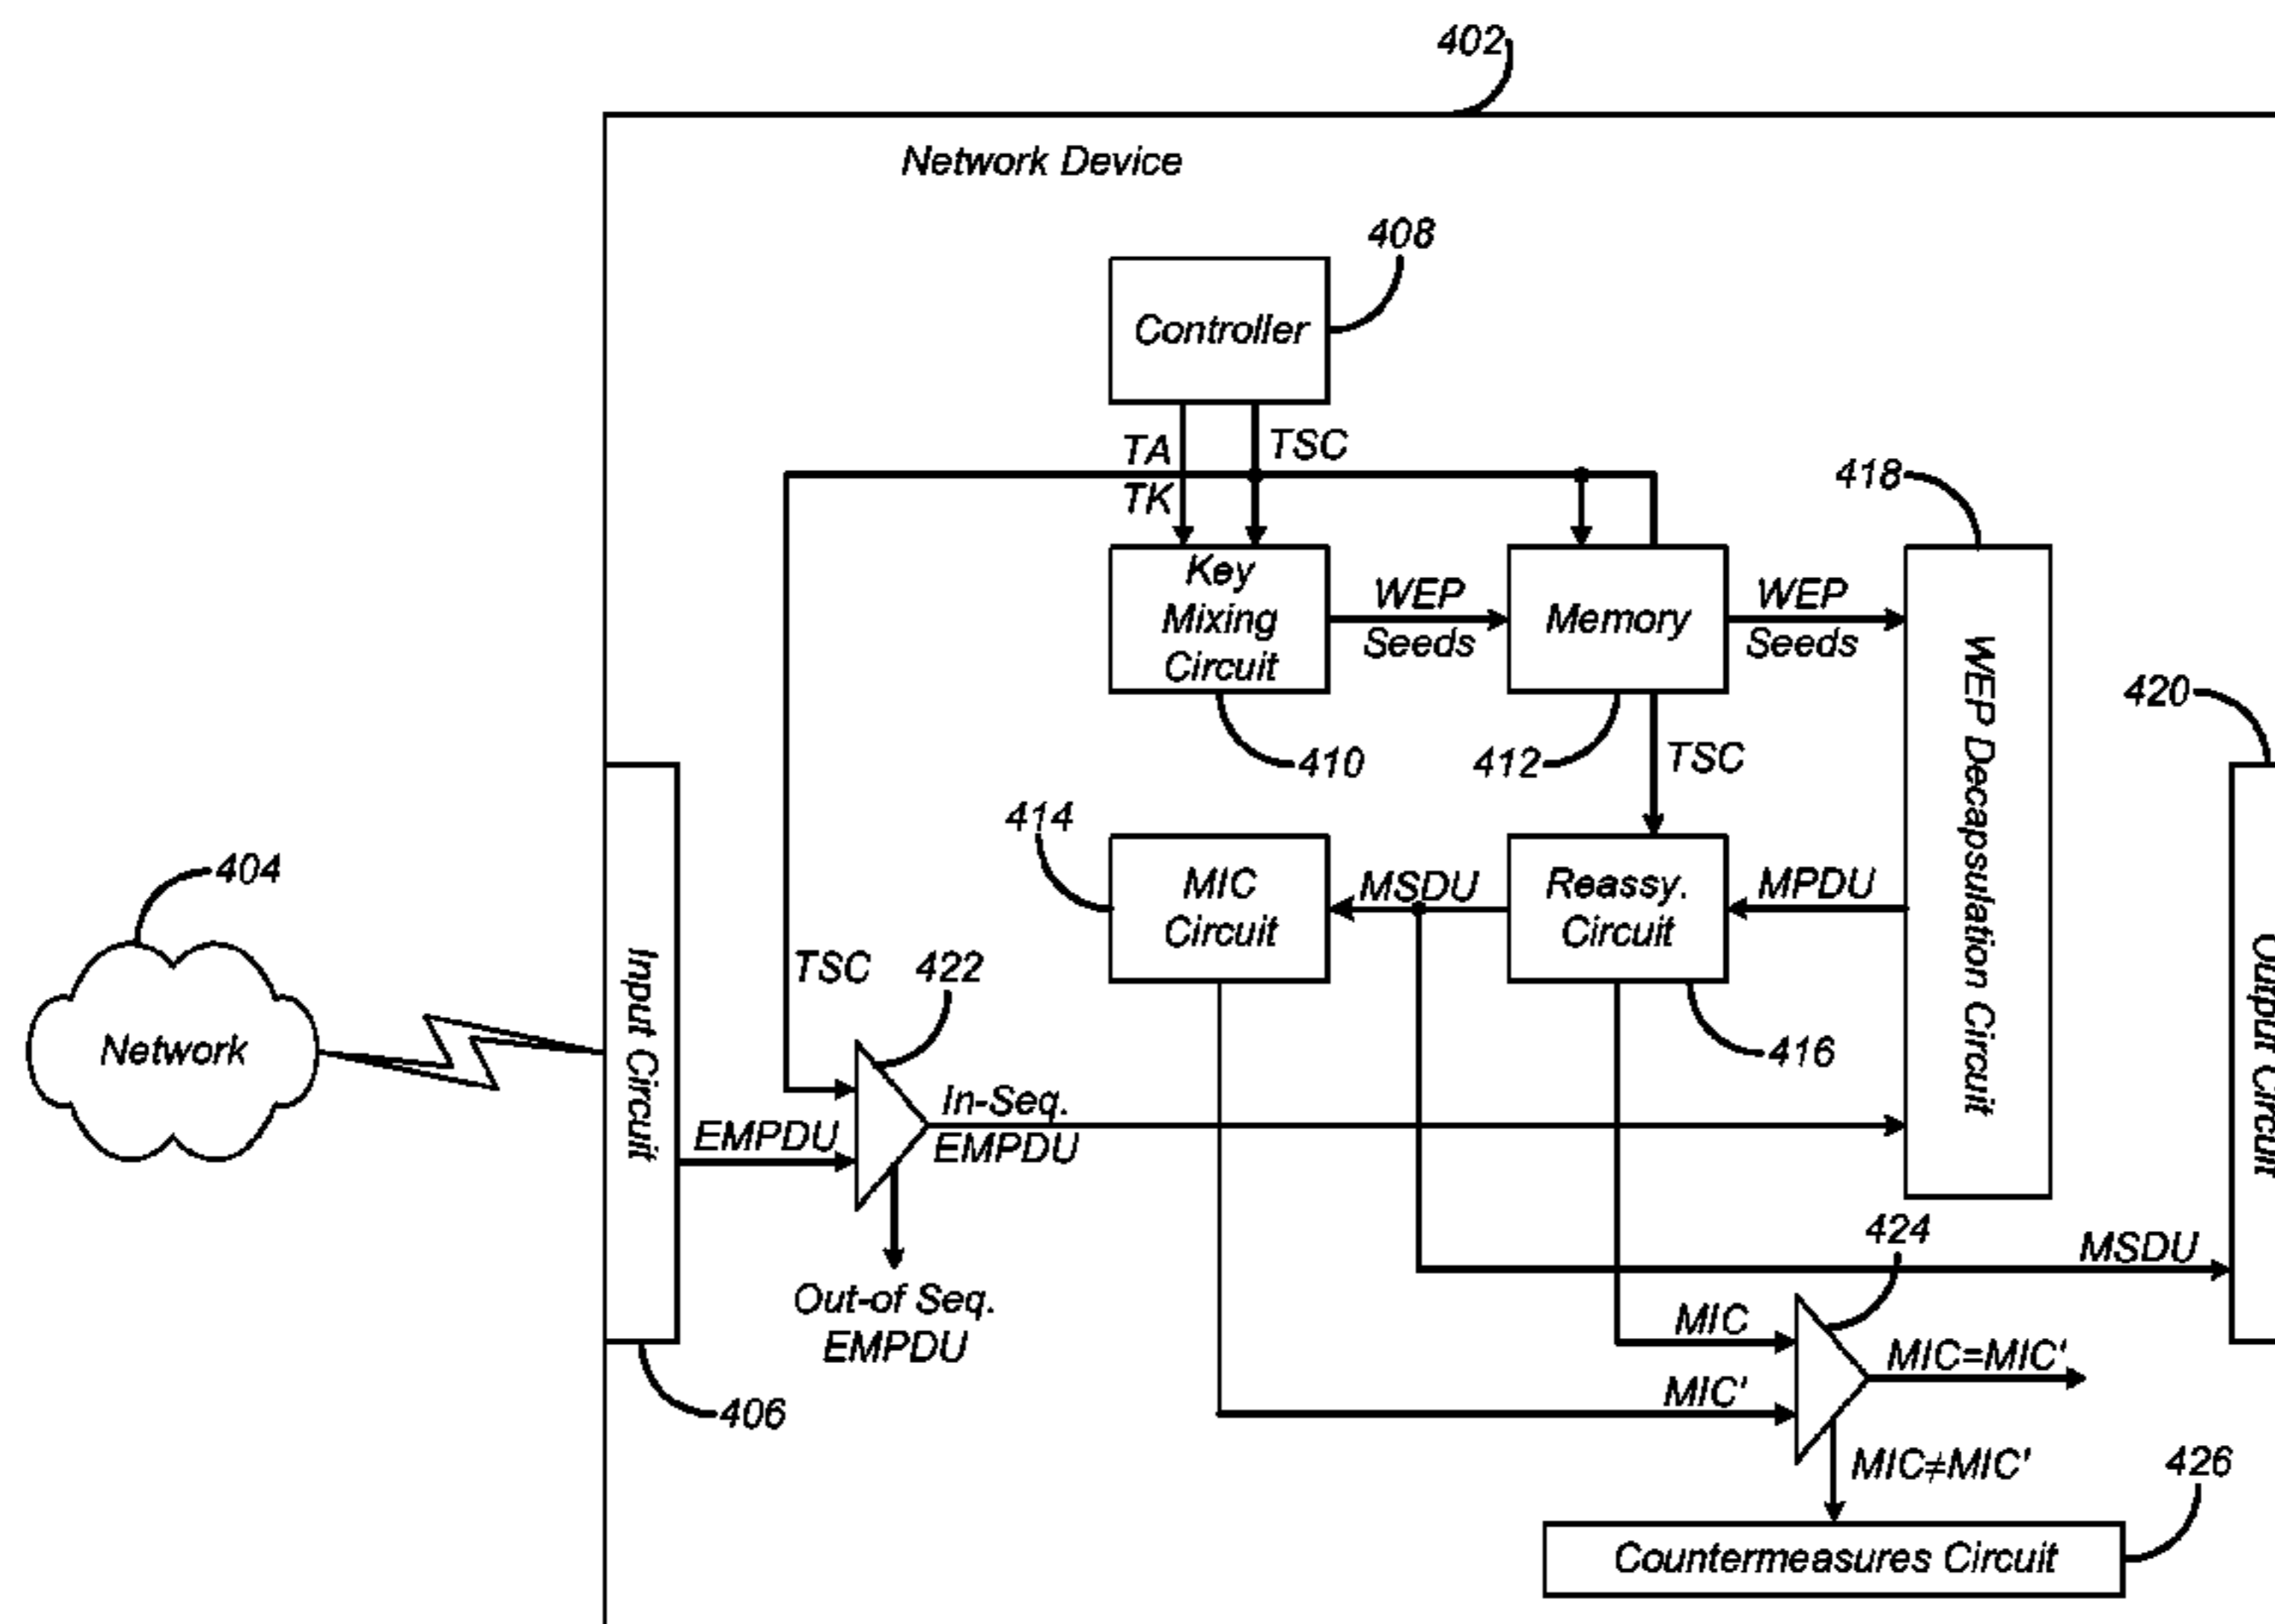 402
Network Device
408
Controller
TA
TSC
TK
418
Key
Mixing
Circuit
WEP
Seeds
Memory
WEP
Seeds
WEP Decapsulation Circuit
420
410
412
TSC
414
404
MIC
Circuit
MSDU
Reassy.
Circuit
MPDU
Output Circuit
TSC
422
Input Circuit
Network
416
In-Seq.
EMPDU
EMPDU
424
MSDU
Out-of Seq.
EMPDU
MIC
MIC=MIC'
MIC'
406
MIC≠MIC'
426
Countermeasures Circuit